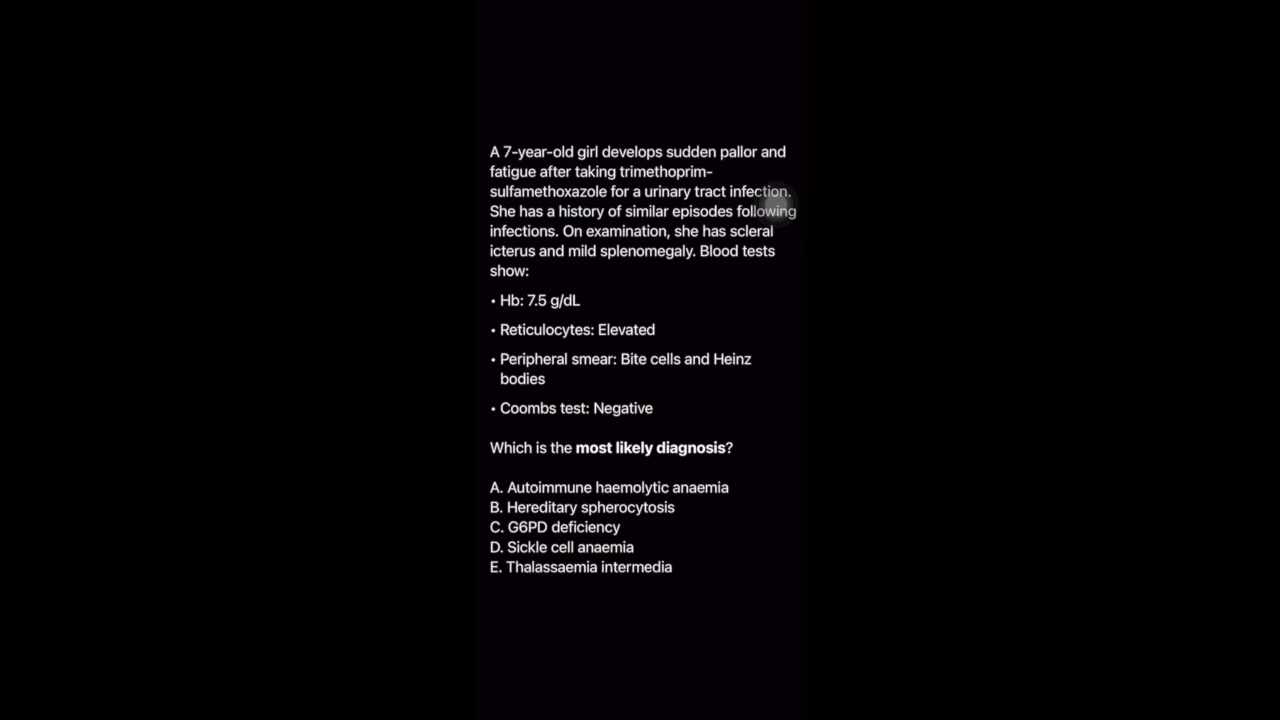 A 7-year-old girl develops sudden pallor and
fatigue after taking trimethoprim-
sulfamethoxazole for a urinary tract infection.
She has a history of similar episodes following
infections. On examination, she has scleral
icterus and mild splenomegaly. Blood tests
show:
• Hb: 7.5 g/dL
• Reticulocytes: Elevated
• Peripheral smear: Bite cells and Heinz
bodies
• Coombs test: Negative
Which is the most likely diagnosis?
A. Autoimmune haemolytic anaemia
B. Hereditary spherocytosis
C. G6PD deficiency
D. Sickle cell anaemia
E. Thalassaemia intermedia